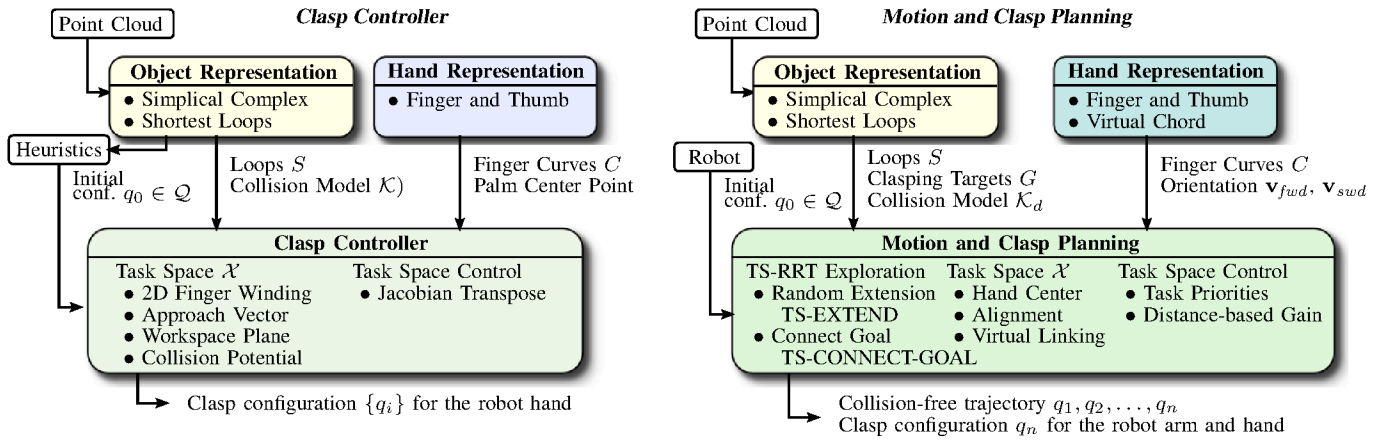 Clasp Controller
Point Cloud
Object Representation
● Simplical Complex
● Shortest Loops
Hand Representation
● Finger and Thumb
Heuristics
Initial
conf. q₀ ∈ 𝒬
Loops S
Collision Model 𝒦)
Finger Curves C
Palm Center Point
Clasp Controller
Task Space 𝒳
● 2D Finger Winding
● Approach Vector
● Workspace Plane
● Collision Potential
Task Space Control
● Jacobian Transpose
Clasp configuration {qᵢ} for the robot hand
Motion and Clasp Planning
Point Cloud
Object Representation
● Simplical Complex
● Shortest Loops
Hand Representation
● Finger and Thumb
● Virtual Chord
Robot
Initial
conf. q₀ ∈ 𝒬
Loops S
Clasping Targets G
Collision Model 𝒦_d
Finger Curves C
Orientation v_fwd, v_swd
Motion and Clasp Planning
TS-RRT Exploration
● Random Extension
TS-EXTEND
● Connect Goal
TS-CONNECT-GOAL
Task Space 𝒳
● Hand Center
● Alignment
● Virtual Linking
Task Space Control
● Task Priorities
● Distance-based Gain
Collision-free trajectory q₁, q₂, . . . , qₙ
Clasp configuration qₙ for the robot arm and hand